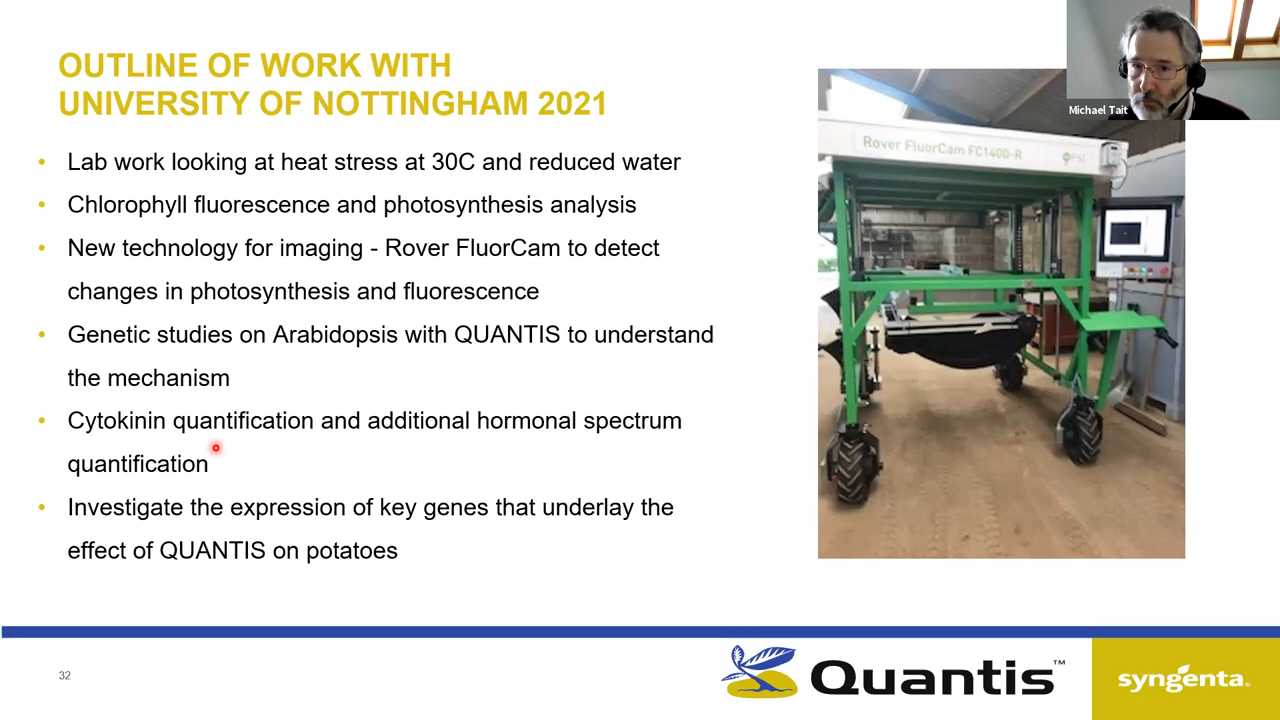 OUTLINE OF WORK WITH
UNIVERSITY OF NOTTINGHAM 2021
• Lab work looking at heat stress at 30C and reduced water
• Chlorophyll fluorescence and photosynthesis analysis
• New technology for imaging - Rover FluorCam to detect
changes in photosynthesis and fluorescence
• Genetic studies on Arabidopsis with QUANTIS to understand
the mechanism
• Cytokinin quantification and additional hormonal spectrum
quantification
• Investigate the expression of key genes that underlay the
effect of QUANTIS on potatoes
Michael Tait
Rover FluorCam FC1400-R
PSI
32
Quantis™
syngenta®